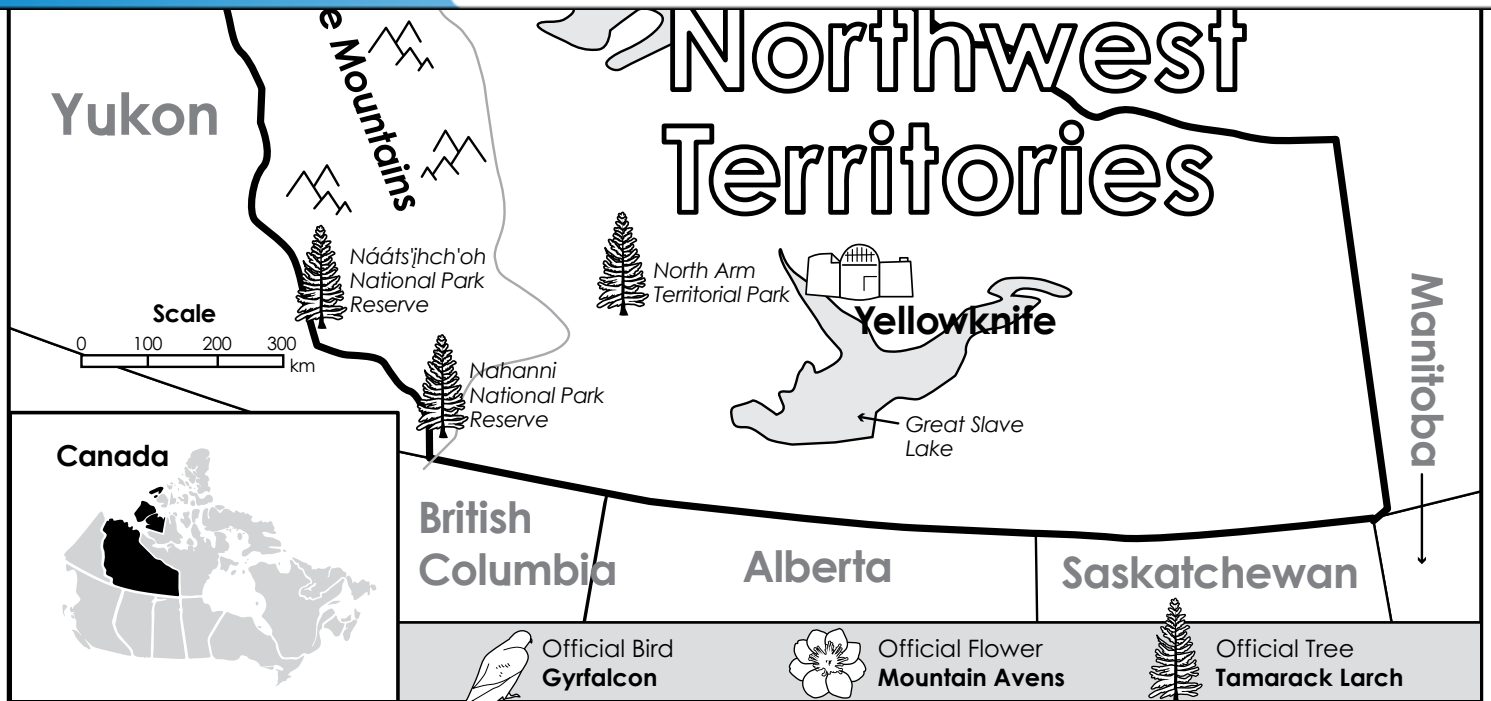 e Mountains
Northwest
Territories
Yukon
Nááts'įhch'oh
National Park
Reserve
North Arm
Territorial Park
Yellowknife
Scale
0 100 200 300
km
Nahanni
National Park
Reserve
Great Slave
Lake
Manitoba
Canada
British
Columbia
Alberta
Saskatchewan
Official Bird
Gyrfalcon
Official Flower
Mountain Avens
Official Tree
Tamarack Larch